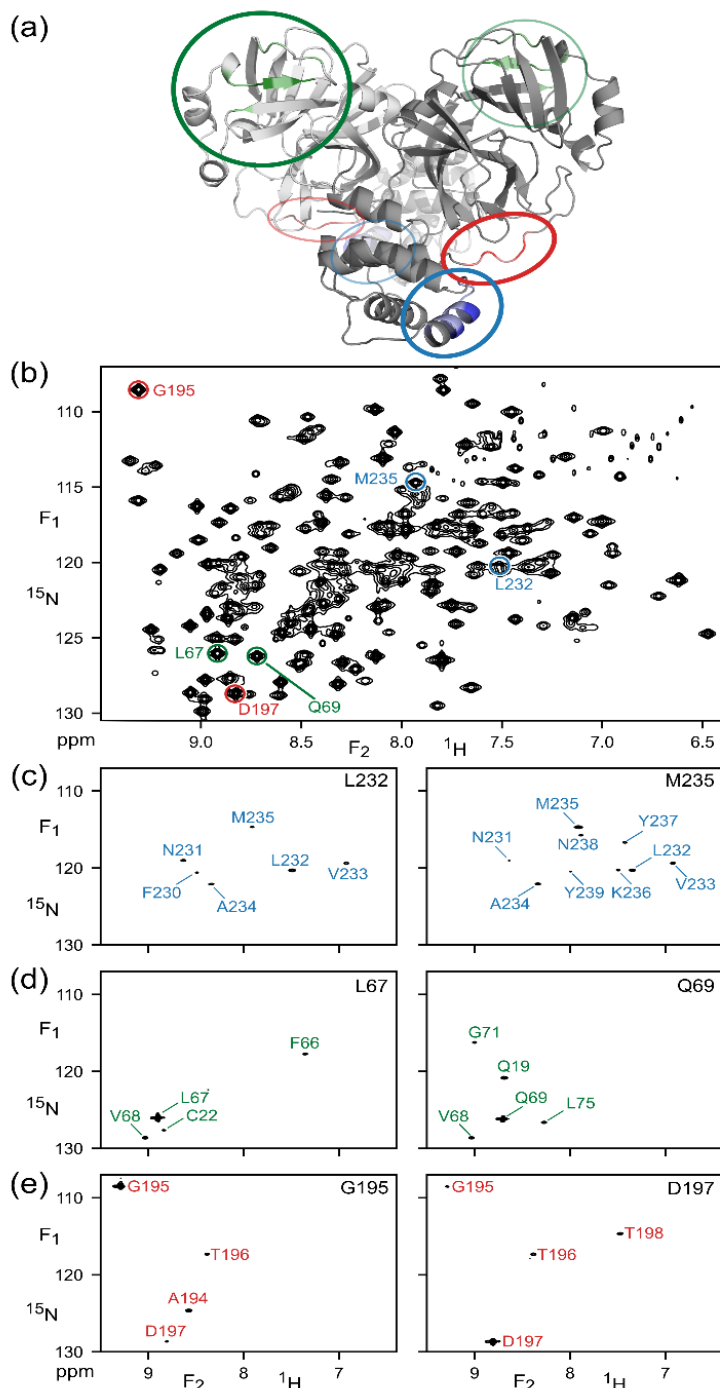 (a)
(b)
G195
110
M235
115
F1
120
15N
L232
125
L67
Q69
D197
130
ppm
9.0
8.5
F2
8.0
1H
7.5
7.0
6.5
(c)
L232
M235
110
F1
M235
M235
Y237
N231
L232
N231
N238
L232
120
V233
V233
15N
F230
A234
A234
Y239
K236
130
(d)
L67
Q69
110
F1
F66
G71
120
Q19
15N
L67
Q69
L75
V68
C22
V68
130
(e)
G195
D197
110
G195
G195
F1
T198
T196
T196
120
A194
15N
D197
D197
130
ppm
9
F2
8
1H
7
9
F2
8
1H
7